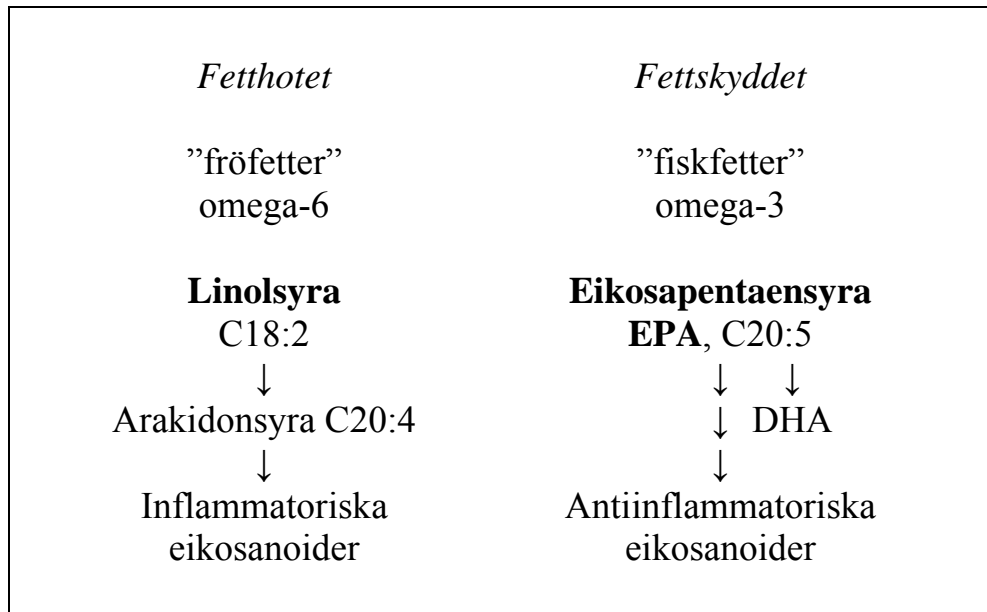 Fetthotet
”fröfetter”
omega-6
Linolsyra
C18:2
↓
Arakidonsyra C20:4
↓
Inflammatoriska
eikosanoider
Fettskyddet
”fiskfetter”
omega-3
Eikosapentaensyra
EPA, C20:5
↓ ↓
↓ DHA
↓
Antiinflammatoriska
eikosanoider